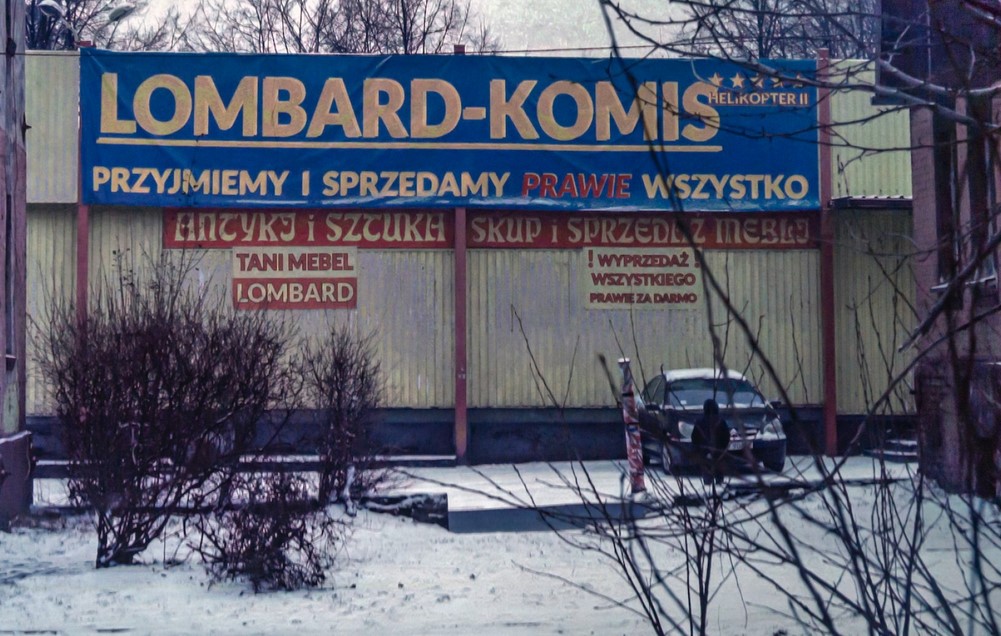 LOMBARD-KOMIS
HELIKOPTER II
PRZYJMIEMY I SPRZEDAMY PRAWIE WSZYSTKO
ANTYKI i SZTUKA
SKUP i SPRZEDAŻ MEBLI
TANI MEBEL
LOMBARD
! WYPRZEDAŻ !
WSZYSTKIEGO
PRAWIE ZA DARMO